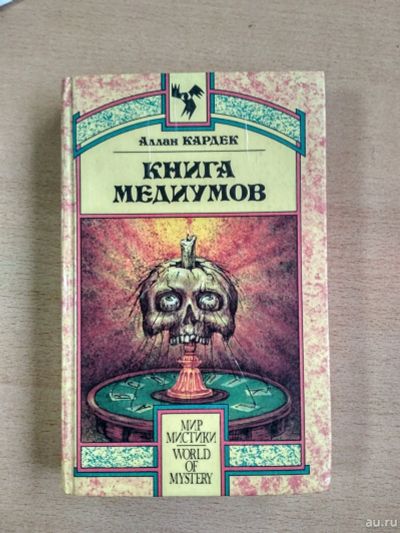 Аллан КАРДЕК
КНИГА
МЕДИУМОВ
МИР
МИСТИКИ
WORLD
OF
MYSTERY
au.ru